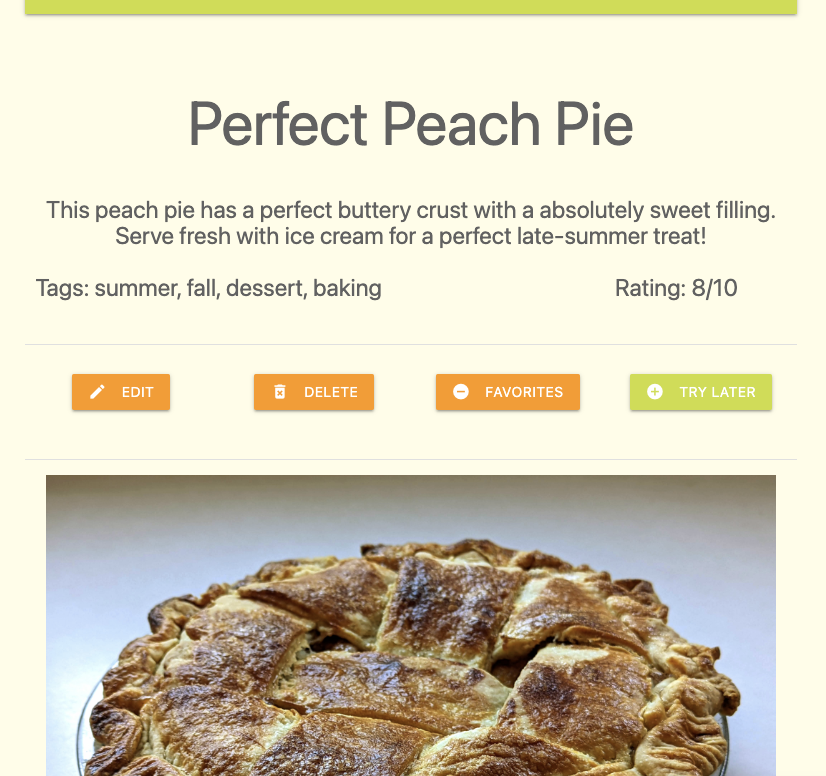 Perfect Peach Pie
This peach pie has a perfect buttery crust with a absolutely sweet filling.
Serve fresh with ice cream for a perfect late-summer treat!
Tags: summer, fall, dessert, baking
Rating: 8/10
EDIT
DELETE
FAVORITES
TRY LATER